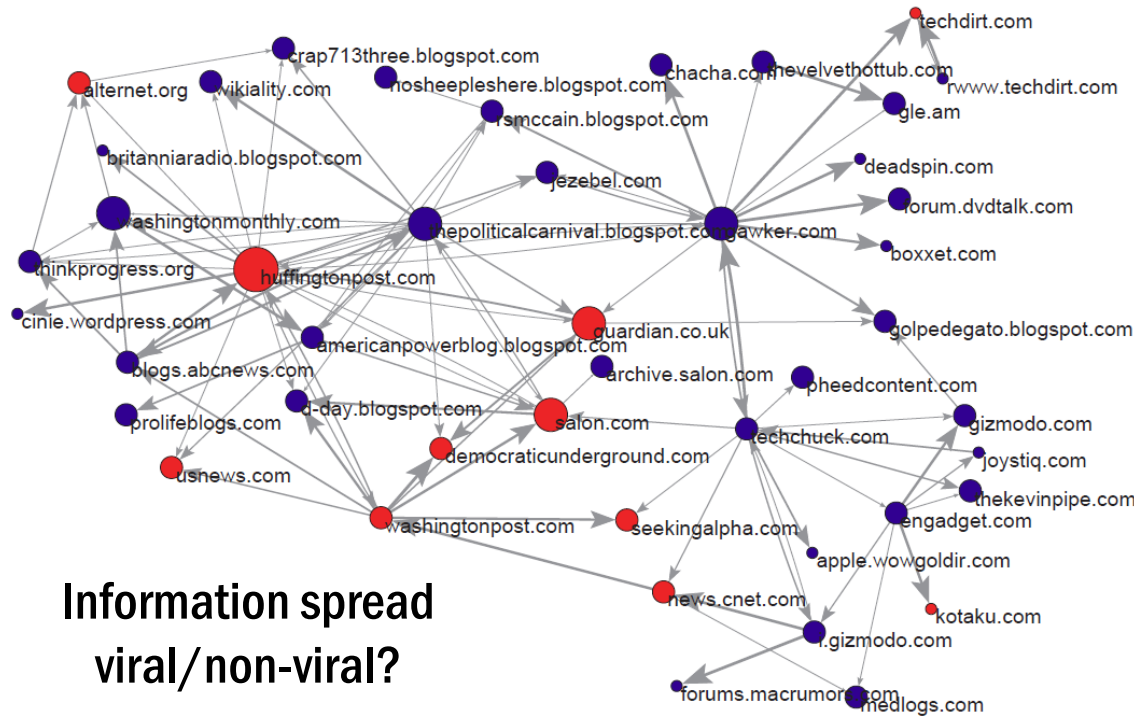 techdirt.com
crap713three.blogspot.com
chacha.com
thevelvethottub.com
alternet.org
wikiality.com
nosheepleshere.blogspot.com
rwww.techdirt.com
gle.am
rsmccain.blogspot.com
britanniaradio.blogspot.com
deadspin.com
jezebel.com
forum.dvdtalk.com
washingtonmonthly.com
thepoliticalcarnival.blogspot.com
gawker.com
boxxet.com
thinkprogress.org
huffingtonpost.com
cinie.wordpress.com
guardian.co.uk
golpedegato.blogspot.com
americanpowerblog.blogspot.com
blogs.abcnews.com
archive.salon.com
pheedcontent.com
d-day.blogspot.com
prolifeblogs.com
salon.com
gizmodo.com
techchuck.com
democraticunderground.com
joystiq.com
usnews.com
thekevinpipe.com
washingtonpost.com
seekingalpha.com
engadget.com
apple.wowgoldir.com
news.cnet.com
kotaku.com
Information spread
viral/non-viral?
i.gizmodo.com
forums.macrumors.com
medlogs.com